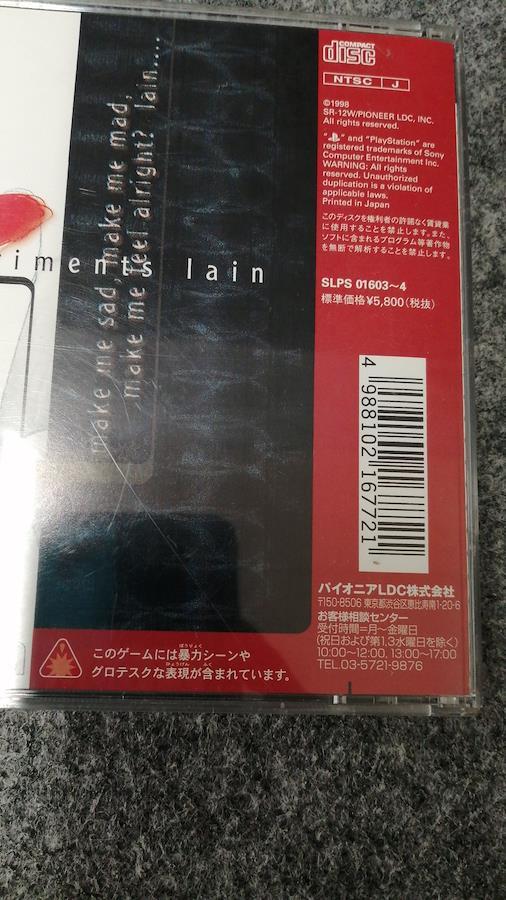 make me sad, make me mad,
make me feel alright? lain....
riments lain
COMPACT
disc
NTSC J
©1998
SR-12W/PIONEER LDC, INC.
All rights reserved.
" " and "PlayStation" are
registered trademarks of Sony
Computer Entertainment Inc.
WARNING: All rights
reserved. Unauthorized
duplication is a violation of
applicable laws.
Printed in Japan
このディスクを権利者の許諾なく賃貸業
に使用することを禁止します。また、
ソフトに含まれるプログラム等著作物
を無断で解析することを禁止します。
SLPS 01603~4
標準価格¥5,800(税抜)
4 988102 167721
パイオニアLDC株式会社
〒150-8506 東京都渋谷区恵比寿南1-20-6
お客様相談センター
受付時間=月~金曜日
(祝日および第1,3水曜日を除く)
10:00~12:00, 13:00~17:00
TEL.03-5721-9876
このゲームには暴力シーンや
グロテスクな表現が含まれています。